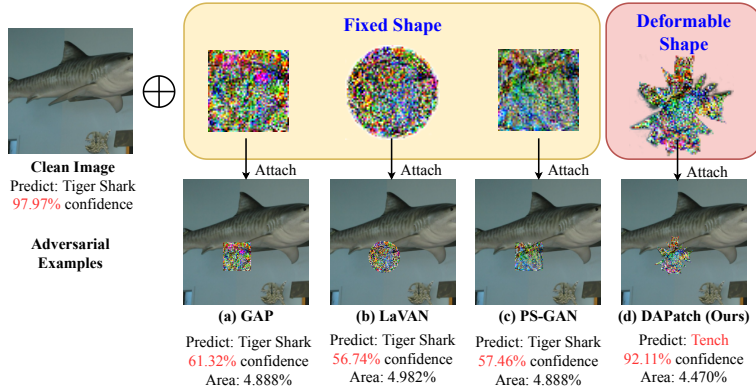 Fixed Shape
Deformable
Shape
Attach
Attach
Attach
Attach
Clean Image
Predict: Tiger Shark
97.97% confidence
Adversarial
Examples
(a) GAP
Predict: Tiger Shark
61.32% confidence
Area: 4.888%
(b) LaVAN
Predict: Tiger Shark
56.74% confidence
Area: 4.982%
(c) PS-GAN
Predict: Tiger Shark
57.46% confidence
Area: 4.888%
(d) DAPatch (Ours)
Predict: Tench
92.11% confidence
Area: 4.470%